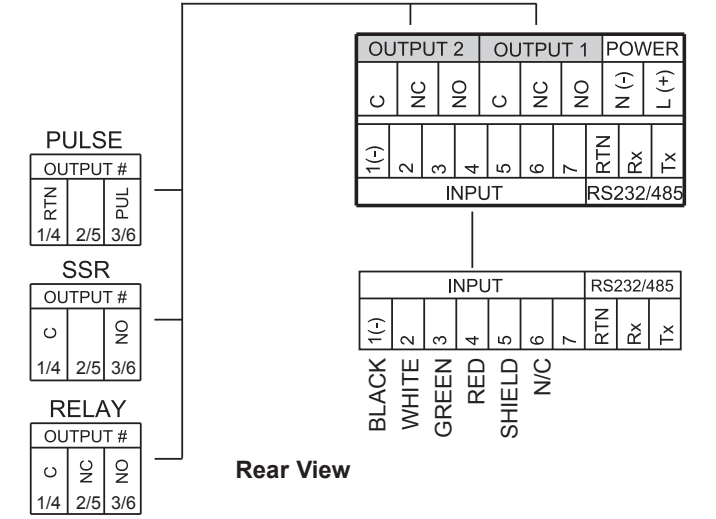 OUTPUT 2 OUTPUT 1 POWER
C NC NO C NC NO N (-) L (+)
1(-) 2 3 4 5 6 7 RTN Rx Tx
INPUT RS232/485
PULSE
OUTPUT #
RTN PUL
1/4 2/5 3/6
SSR
OUTPUT #
C NO
1/4 2/5 3/6
RELAY
OUTPUT #
C NC NO
1/4 2/5 3/6
INPUT RS232/485
1(-) 2 3 4 5 6 7 RTN Rx Tx
BLACK WHITE GREEN RED SHIELD N/C
Rear View